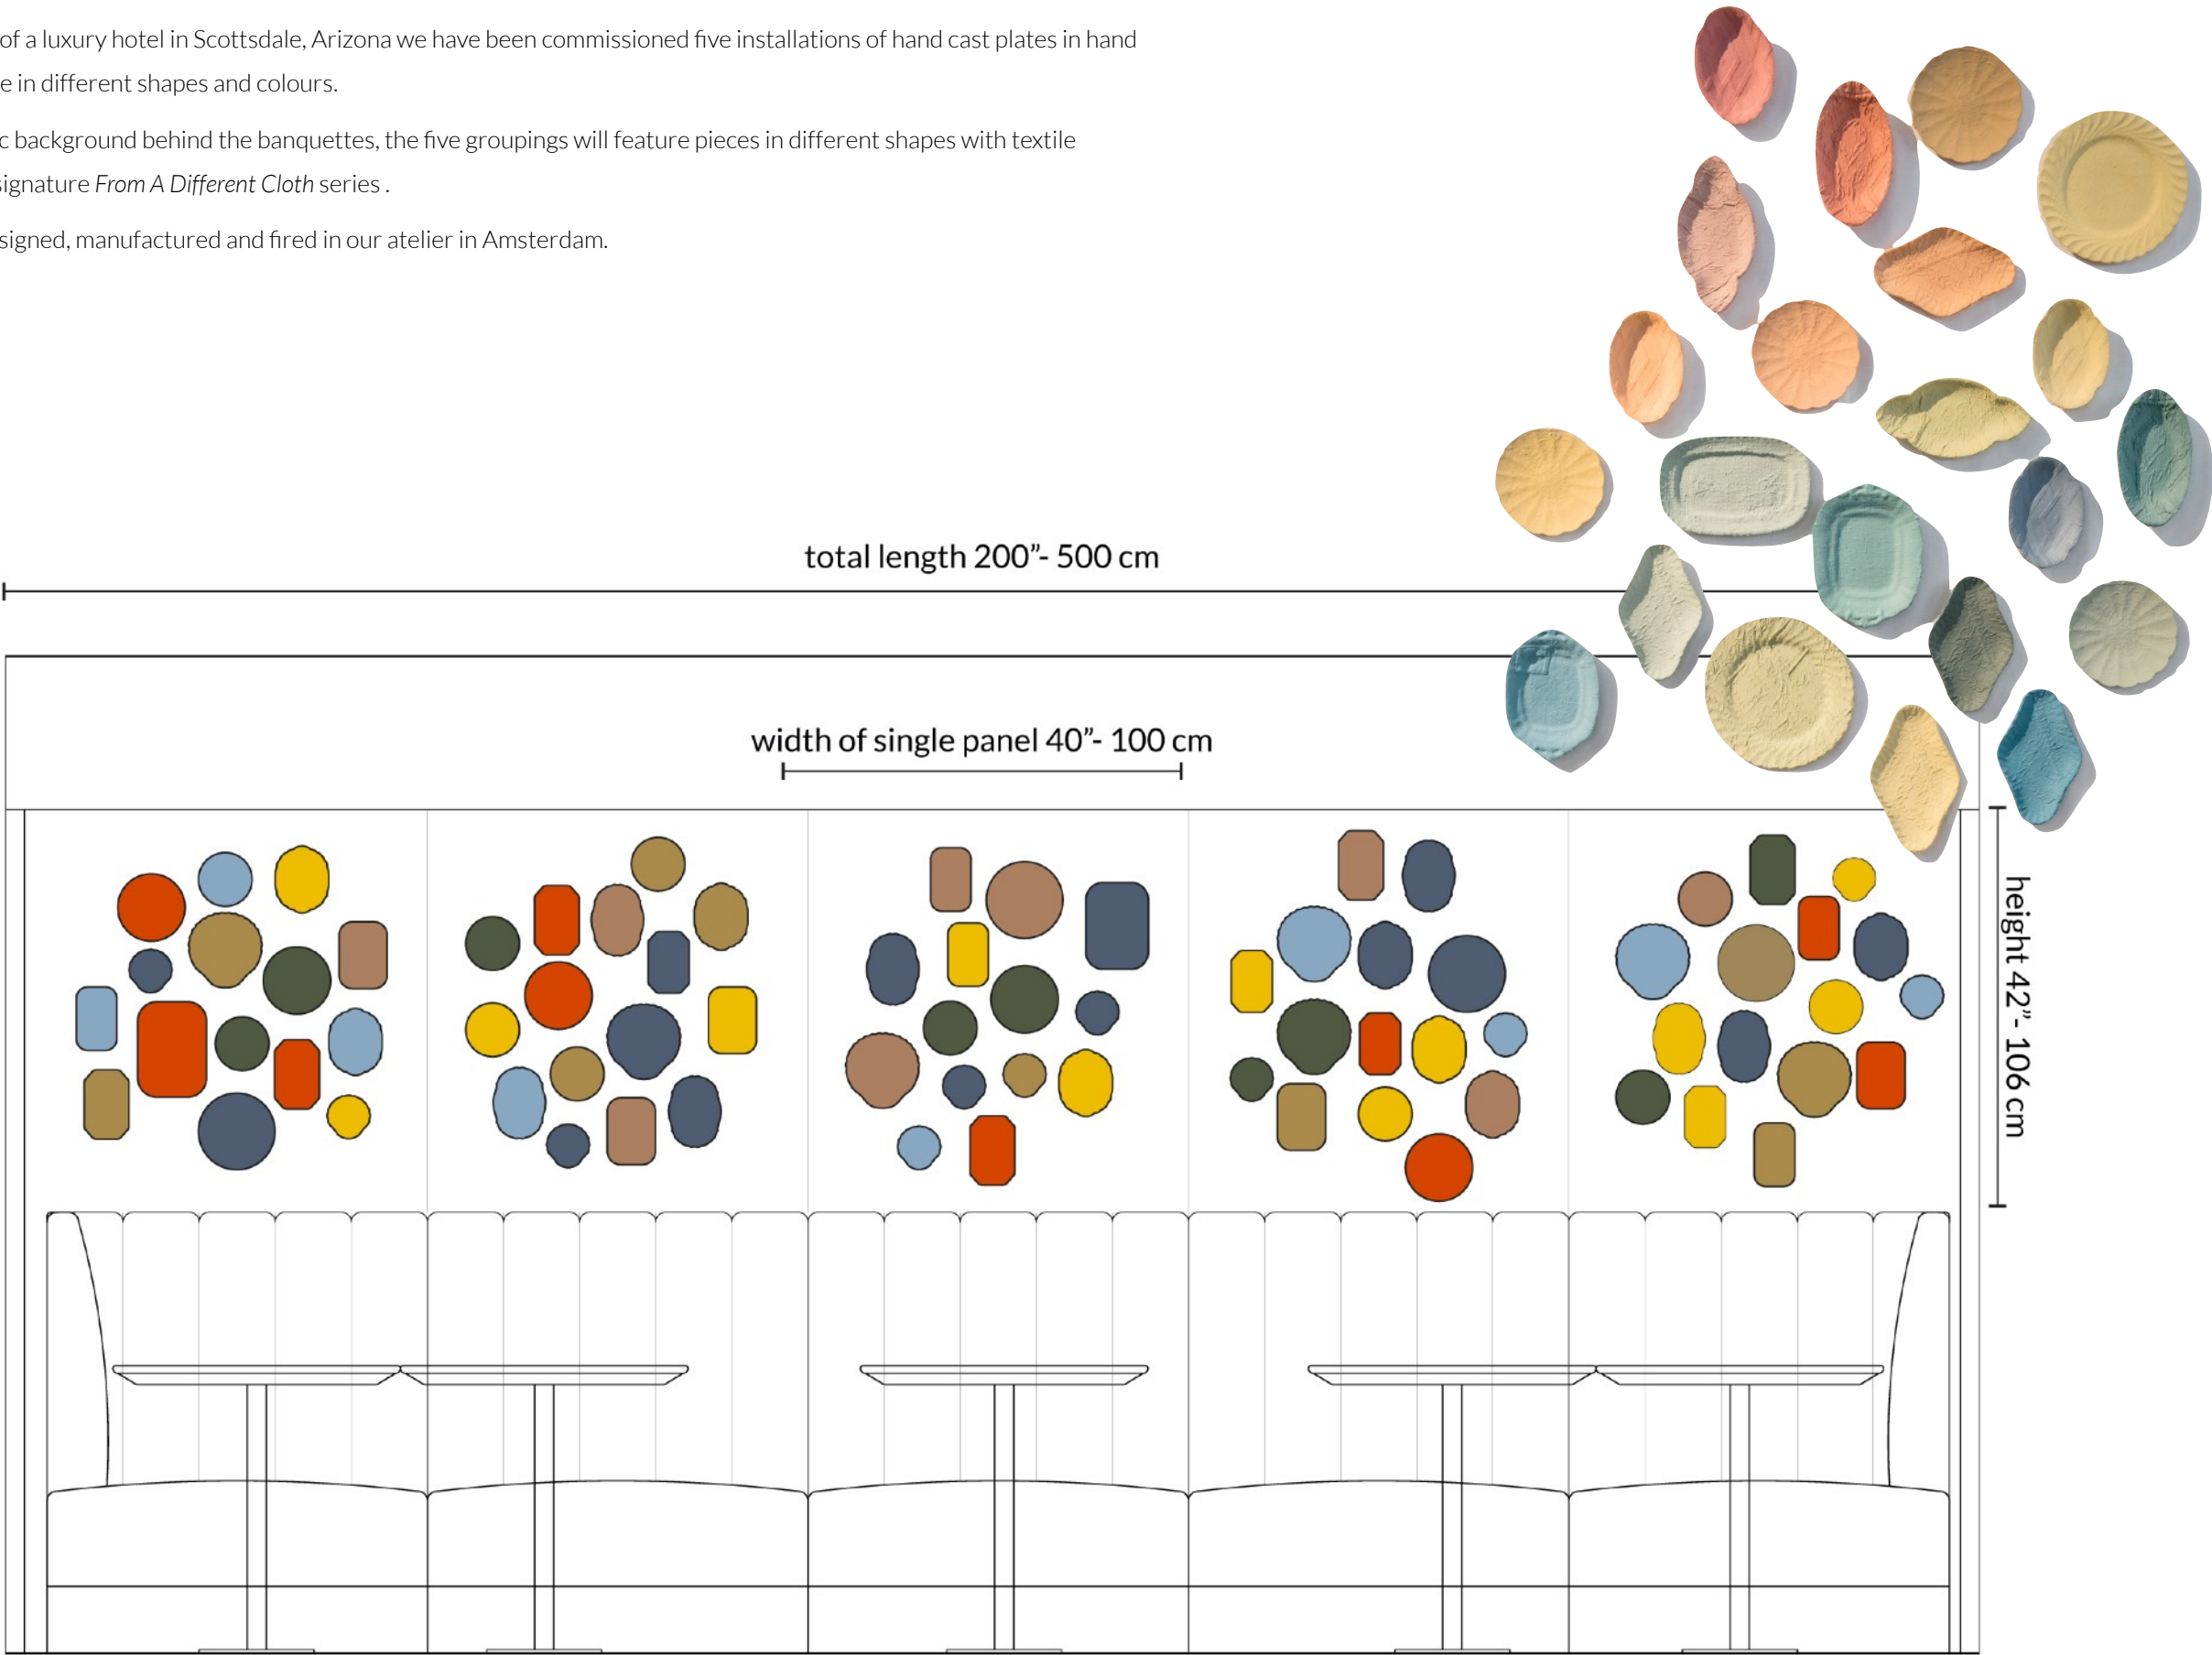 of a luxury hotel in Scottsdale, Arizona we have been commissioned five installations of hand cast plates in hand
e in different shapes and colours.
c background behind the banquettes, the five groupings will feature pieces in different shapes with textile
signature From A Different Cloth series .
signed, manufactured and fired in our atelier in Amsterdam.
total length 200”- 500 cm
width of single panel 40”- 100 cm
height 42”- 106 cm